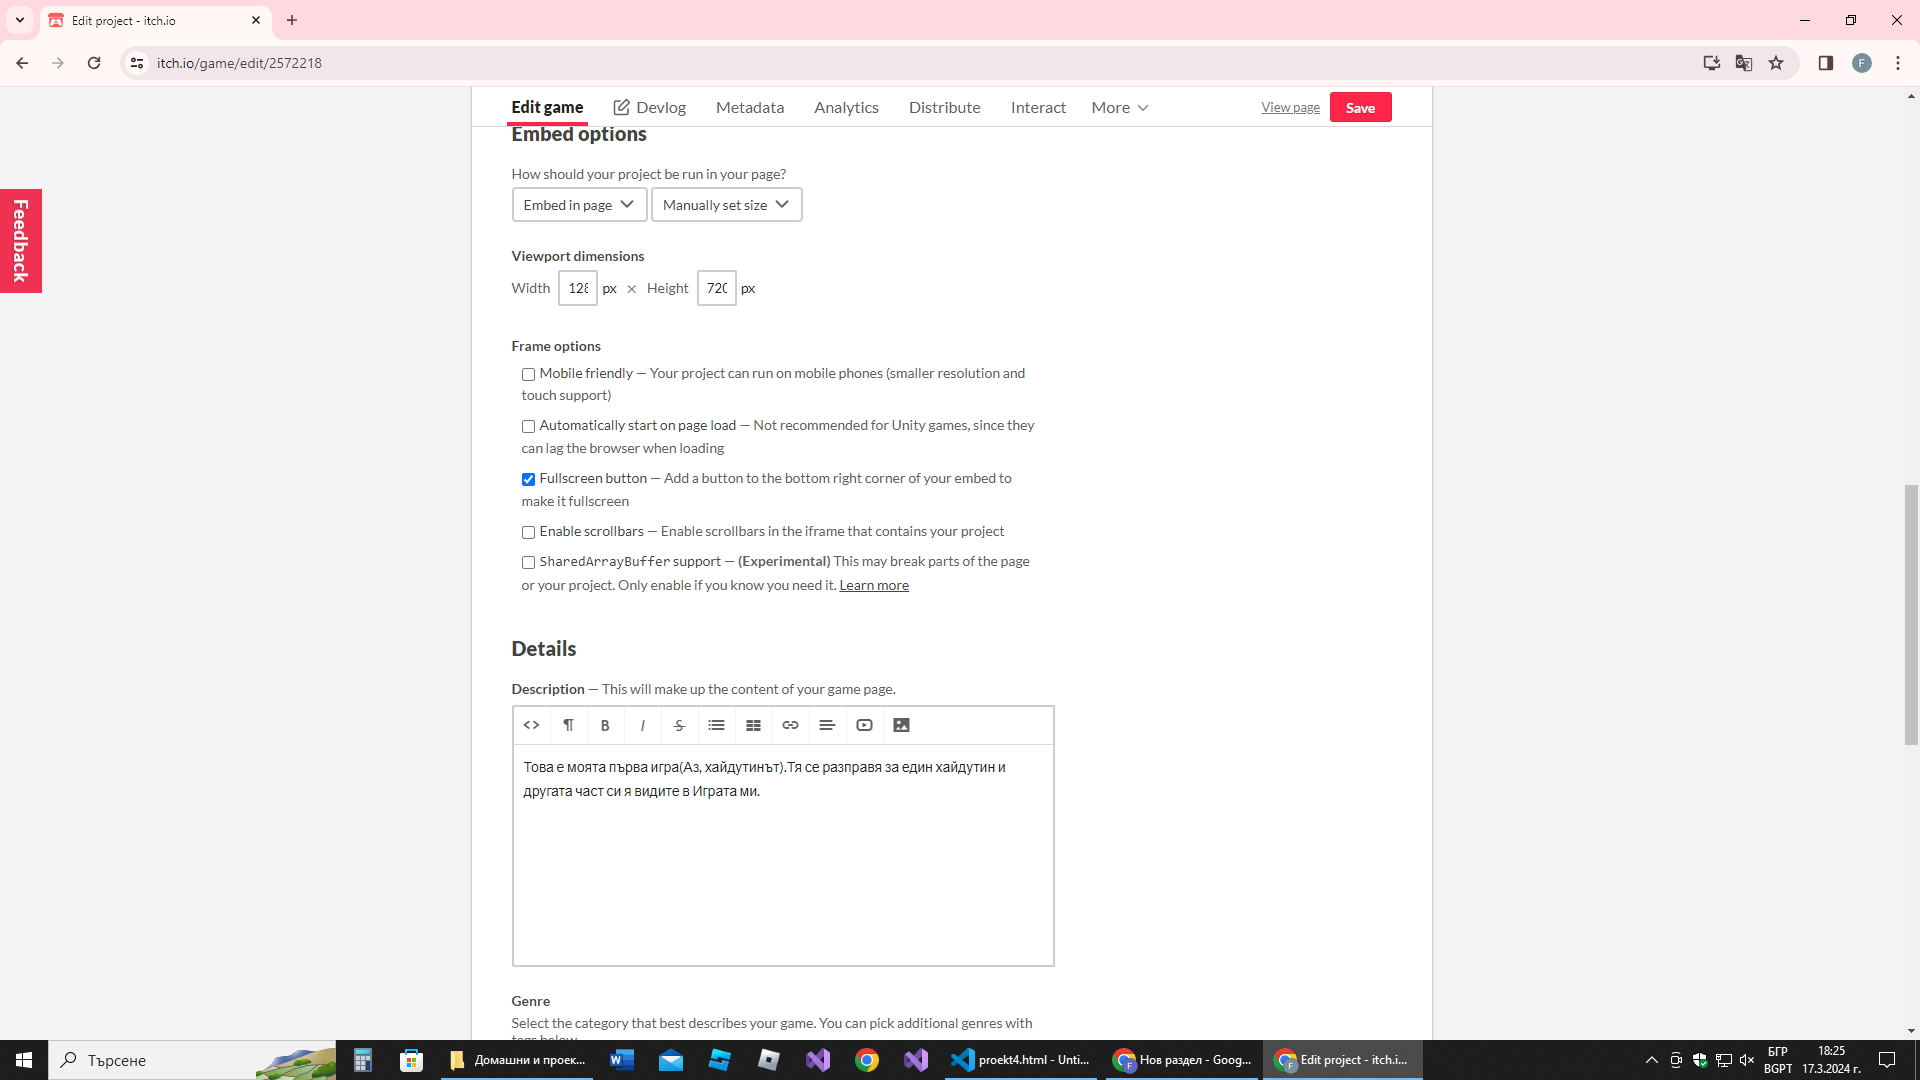 Edit project - itch.io
itch.io/game/edit/2572218
F
Edit game
Devlog
Metadata
Analytics
Distribute
Interact
More
View page
Save
Feedback
Embed options
How should your project be run in your page?
Embed in page
Manually set size
Viewport dimensions
Width 128 px × Height 720 px
Frame options
Mobile friendly — Your project can run on mobile phones (smaller resolution and
touch support)
Automatically start on page load — Not recommended for Unity games, since they
can lag the browser when loading
Fullscreen button — Add a button to the bottom right corner of your embed to
make it fullscreen
Enable scrollbars — Enable scrollbars in the iframe that contains your project
SharedArrayBuffer support — (Experimental) This may break parts of the page
or your project. Only enable if you know you need it. Learn more
Details
Description — This will make up the content of your game page.
Това е моята първа игра(Аз, хайдутинът).Тя се разправя за един хайдутин и
другата част си я видите в Играта ми.
Genre
Select the category that best describes your game. You can pick additional genres with
tags below
Търсене
Домашни и проек...
proekt4.html - Unti...
Нов раздел - Goog...
Edit project - itch.i...
БГР
BGPT
18:25
17.3.2024 г.